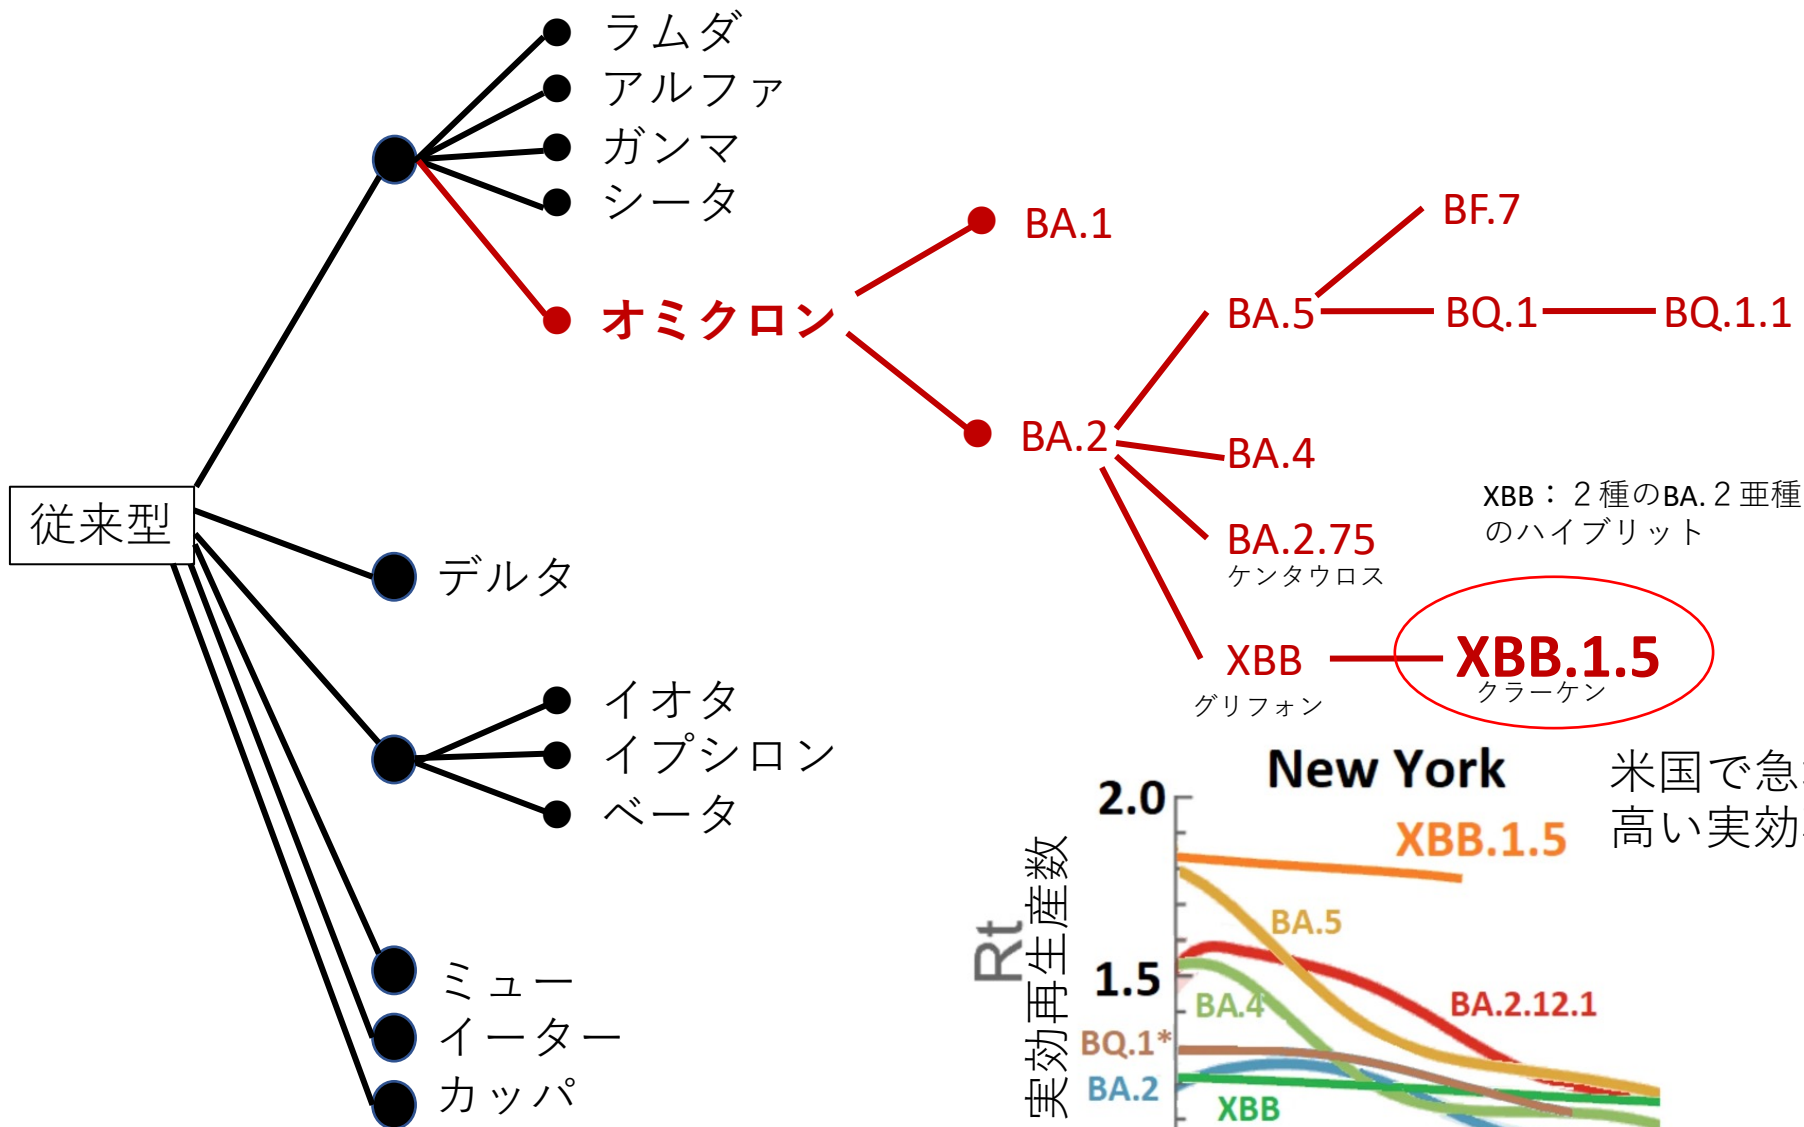 ラムダ
アルファ
ガンマ
シータ
オミクロン
BA.1
BA.2
BF.7
BA.5
BQ.1
BQ.1.1
BA.4
BA.2.75
ケンタウロス
XBB：２種のBA.２亜種
のハイブリット
XBB
グリフォン
XBB.1.5
クラーケン
従来型
デルタ
イオタ
イプシロン
ベータ
ミュー
イーター
カッパ
New York
米国で急
高い実効
2.0
1.5
Rt
実効再生産数
XBB.1.5
BA.5
BA.2.12.1
BA.4
BQ.1*
BA.2
XBB